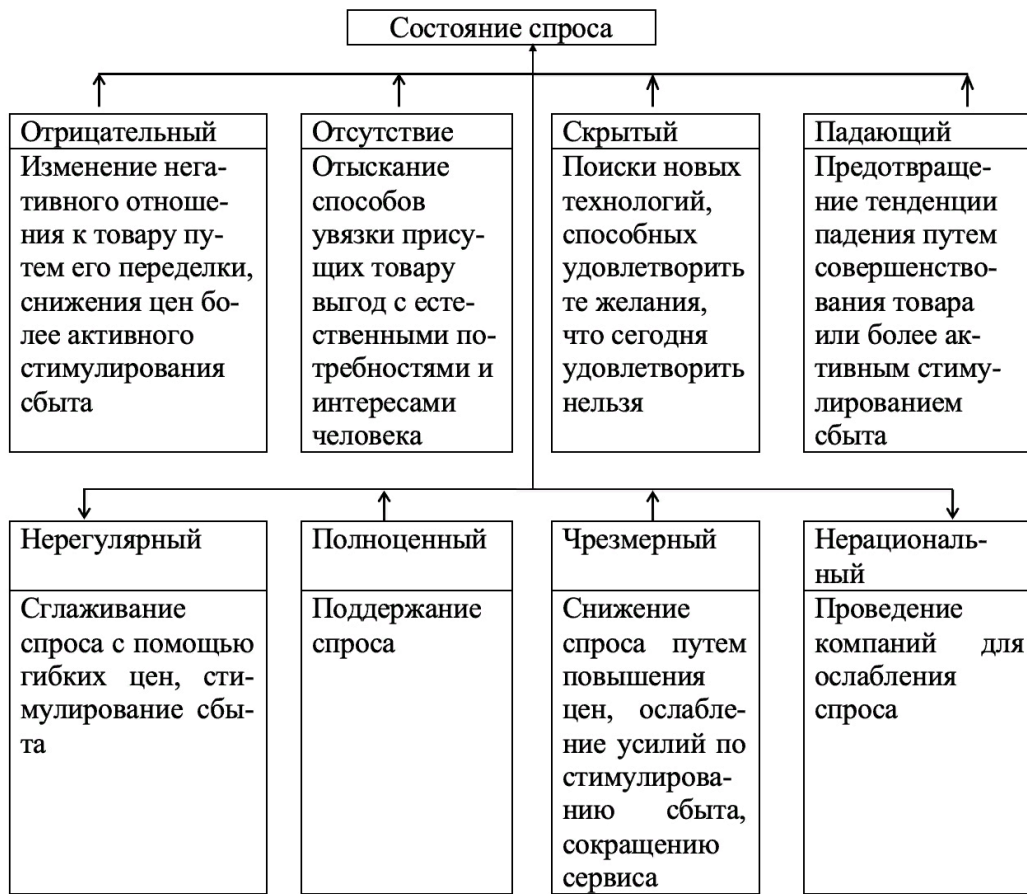 Состояние спроса
Отрицательный
Изменение нега-
тивного отноше-
ния к товару пу-
тем его переделки,
снижения цен бо-
лее активного
стимулирования
сбыта
Отсутствие
Отыскание
способов
увязки прису-
щих товару
выгод с есте-
ственными по-
требностями и
интересами
человека
Скрытый
Поиски новых
технологий,
способных
удовлетворить
те желания,
что сегодня
удовлетворить
нельзя
Падающий
Предотвраще-
ние тенденции
падения путем
совершенство-
вания товара
или более ак-
тивным стиму-
лированием
сбыта
Нерегулярный
Сглаживание
спроса с помощью
гибких цен, сти-
мулирование сбы-
та
Полноценный
Поддержание
спроса
Чрезмерный
Снижение
спроса путем
повышения
цен, ослабле-
ние усилий по
стимулирова-
нию сбыта,
сокращению
сервиса
Нерациональ-
ный
Проведение
компаний для
ослабления
спроса